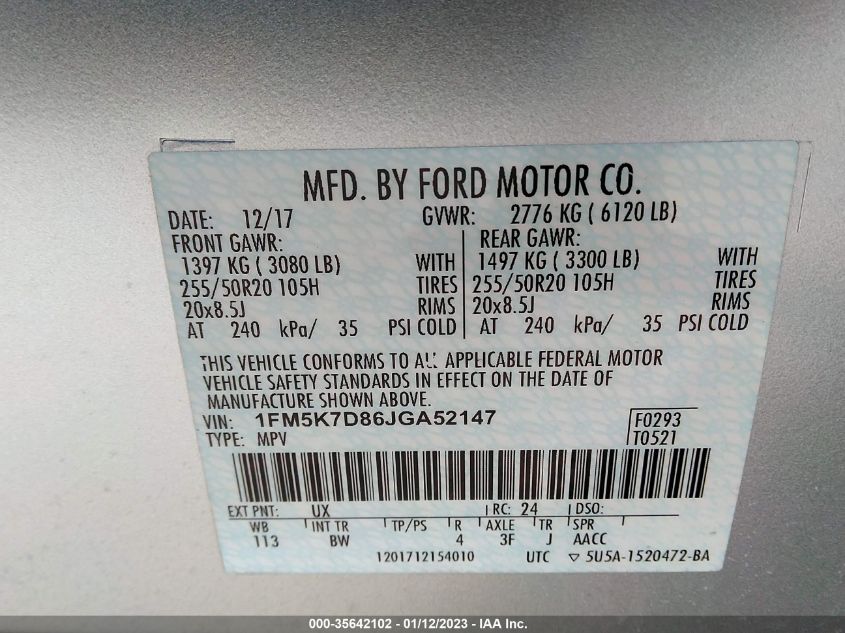 MFD. BY FORD MOTOR CO.
DATE: 12/17 GVWR: 2776 KG ( 6120 LB)
FRONT GAWR: REAR GAWR:
1397 KG ( 3080 LB) WITH 1497 KG ( 3300 LB) WITH
255/50R20 105H TIRES 255/50R20 105H TIRES
20x8.5J RIMS 20x8.5J RIMS
AT 240 kPa/ 35 PSI COLD AT 240 kPa/ 35 PSI COLD
THIS VEHICLE CONFORMS TO ALL APPLICABLE FEDERAL MOTOR
VEHICLE SAFETY STANDARDS IN EFFECT ON THE DATE OF
MANUFACTURE SHOWN ABOVE.
VIN: 1FM5K7D86JGA52147 F0293
TYPE: MPV T0521
EXT PNT: UX RC: 24 DSO:
WB INT TR TP/PS R AXLE TR SPR
113 BW 4 3F J AACC
1201712154010 UTC ▽ 5U5A-1520472-BA
000-35642102 - 01/12/2023 - IAA Inc.